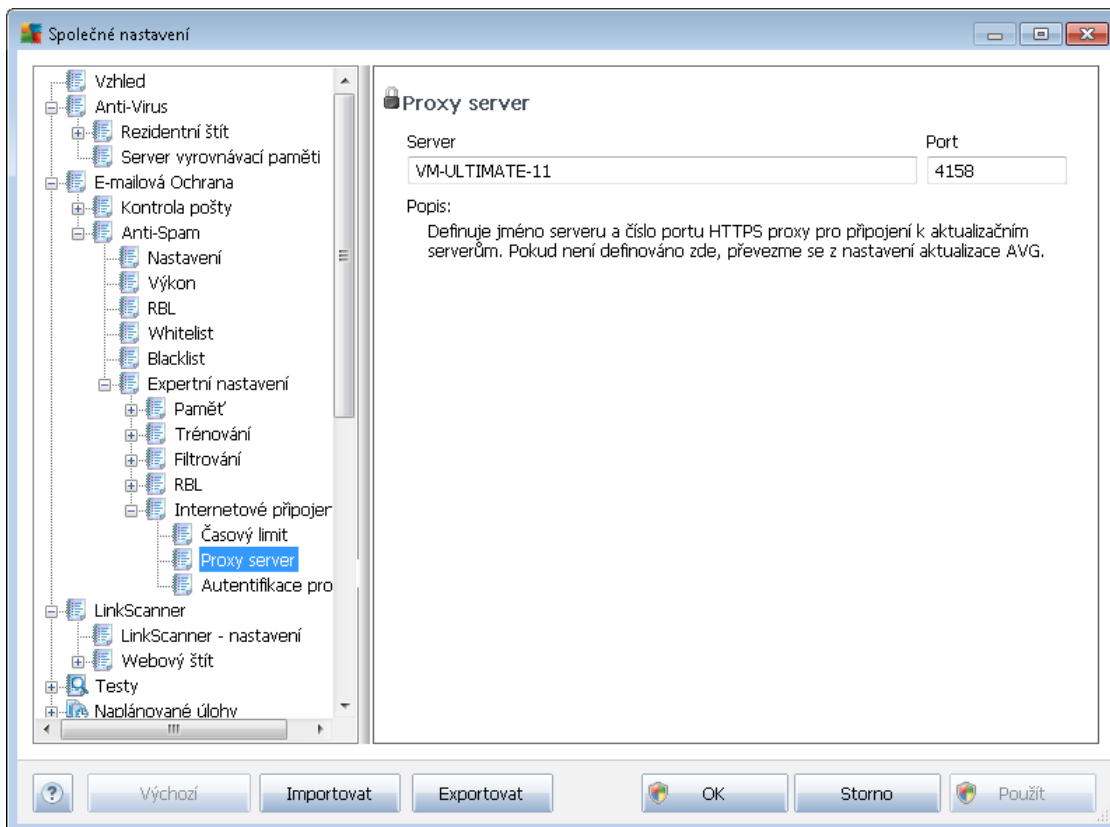 Společné nastavení
Vzhled
Anti-Virus
Rezidentní štít
Server vyrovnávací paměti
E-mailová Ochrana
Kontrola pošty
Anti-Spam
Nastavení
Výkon
RBL
Whitelist
Blacklist
Expertní nastavení
Paměť
Trénování
Filtrování
RBL
Internetové připojer
Časový limit
Proxy server
Autentifikace pro
LinkScanner
LinkScanner - nastavení
Webový štít
Testy
Naplánované úlohy
Proxy server
Server Port
VM-ULTIMATE-11 4158
Popis:
Definuje jméno serveru a číslo portu HTTPS proxy pro připojení k aktualizačním
serverům. Pokud není definováno zde, převezme se z nastavení aktualizace AVG.
? Výchozí Importovat Exportovat OK Storno Použít